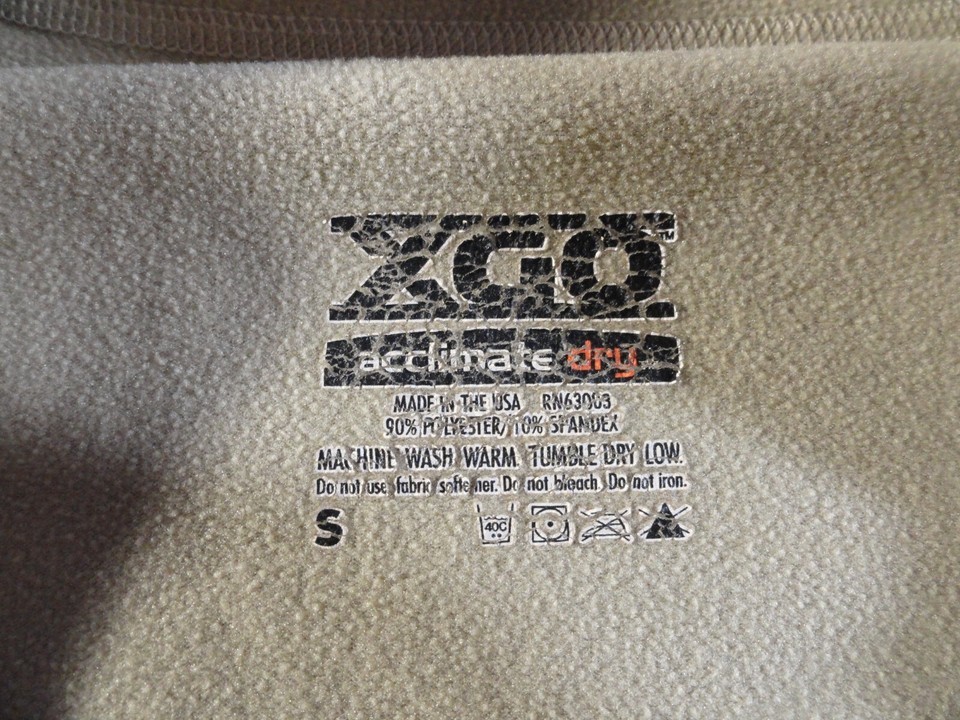 XGO™
acclimate dry
MADE IN THE USA RN63003
90% POLYESTER/10% SPANDEX
MACHINE WASH WARM. TUMBLE DRY LOW.
Do not use fabric softener. Do not bleach. Do not iron.
S 40C